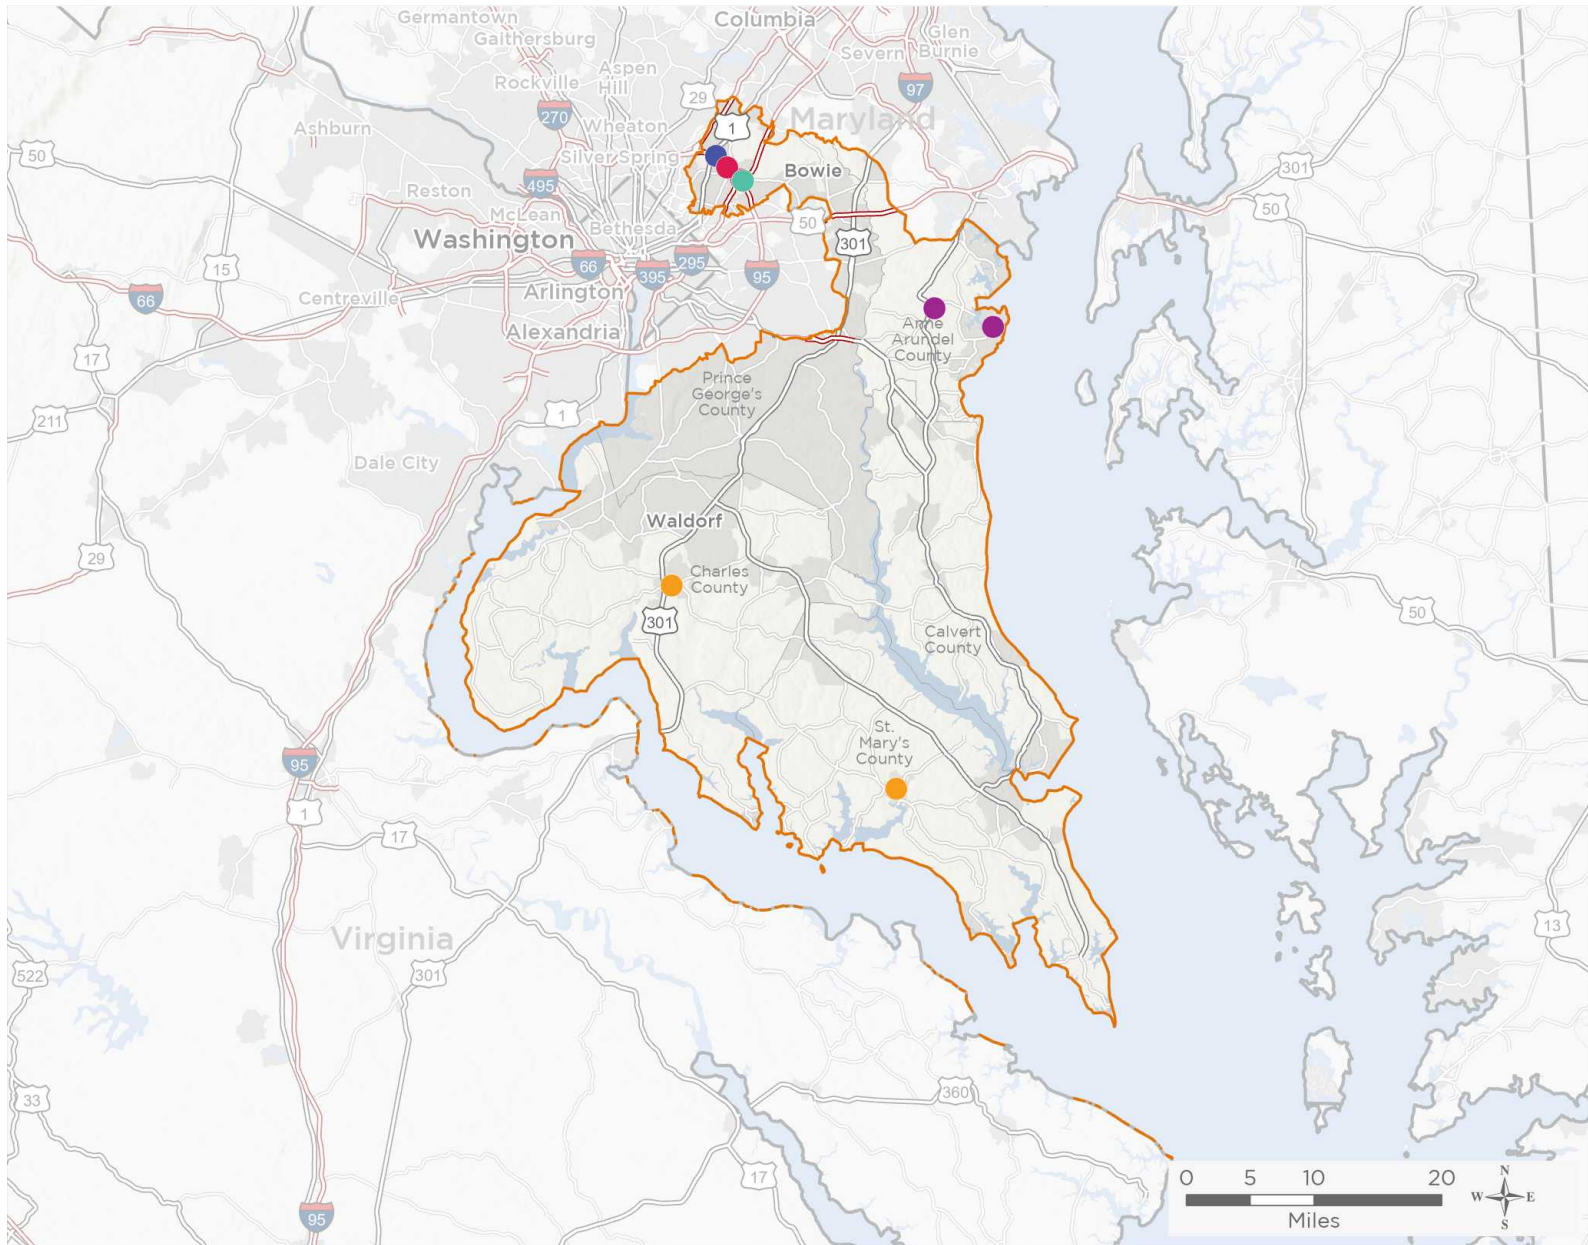 Germantown
Columbia
Gaithersburg
Glen
Burnie
Severn
Rockville
Aspen
Hill
97
29
270
Maryland
Ashburn
Wheaton
1
50
Silver Spring
Bowie
301
495
Reston
50
McLean
50
Bethesda
Washington
301
15
66
395
295
95
66
Centreville
Arlington
Alexandria
Anne
Arundel
County
17
Prince
George's
County
1
211
Dale City
Waldorf
29
Charles
County
50
301
Calvert
County
St.
Mary's
County
95
1
17
Virginia
13
522
301
33
360
17
95
0 5 10 20
Miles
N
W E
S